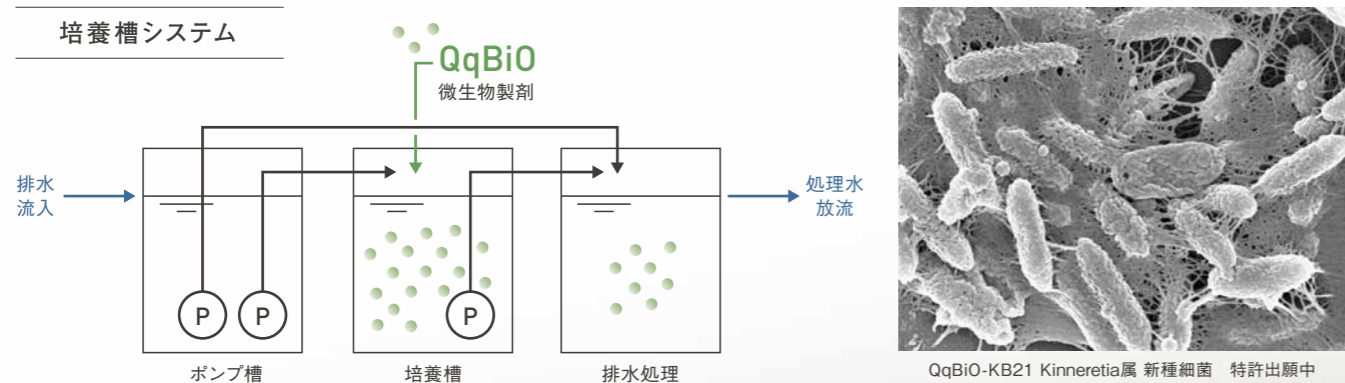 培養槽システム
QqBiO
微生物製剤
排水
流入
P
P
P
処理水
放流
ポンプ槽
培養槽
排水処理
QqBiO-KB21 Kinneretia属 新種細菌　特許出願中